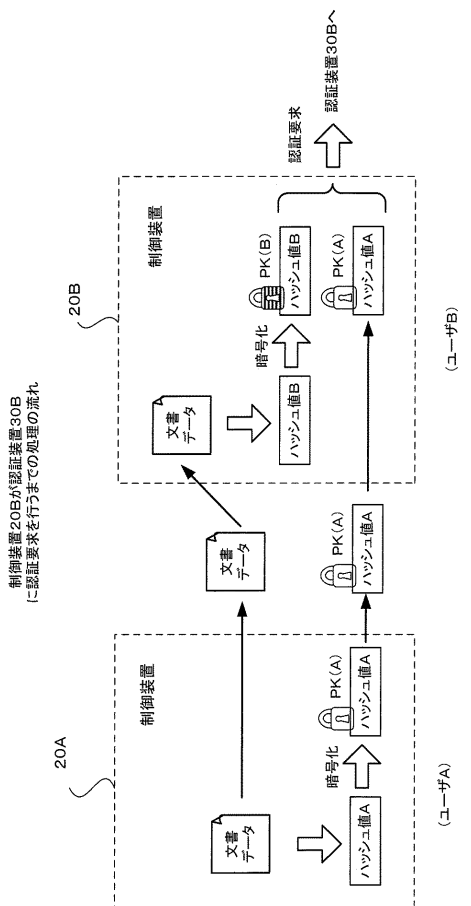 制御装置20Bが認証装置30B
に認証要求を行うまでの処理の流れ
20A
制御装置
文書
データ
ハッシュ値A
暗号化
PK(A)
ハッシュ値A
(ユーザA)
文書
データ
PK(A)
ハッシュ値A
20B
制御装置
文書
データ
ハッシュ値B
暗号化
PK(B)
ハッシュ値B
PK(A)
ハッシュ値A
(ユーザB)
認証要求
認証装置30Bへ